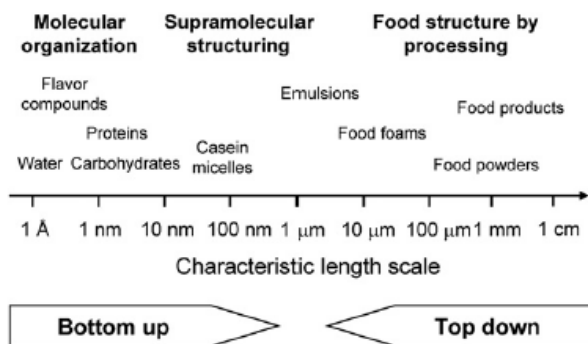 Molecular organization
Supramolecular structuring
Food structure by processing
Flavor compounds
Emulsions
Food products
Proteins
Casein micelles
Food foams
Water
Carbohydrates
Food powders
1 Å 1 nm 10 nm 100 nm 1 μm 10 μm 100 μm 1 mm 1 cm
Characteristic length scale
Bottom up
Top down